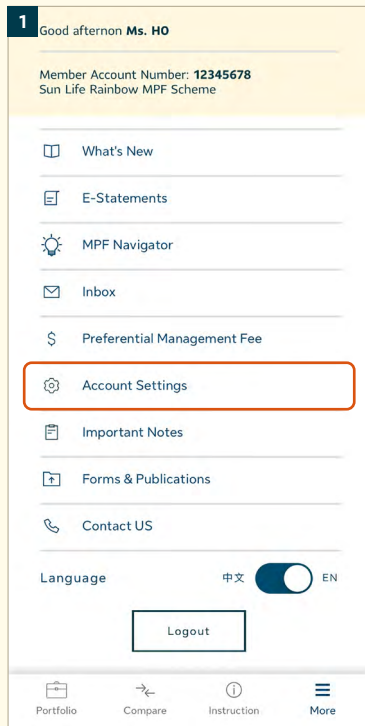 1
Good afternoon Ms. HO
Member Account Number: 12345678
Sun Life Rainbow MPF Scheme
What's New
E-Statements
MPF Navigator
Inbox
$ Preferential Management Fee
Account Settings
Important Notes
Forms & Publications
Contact US
Language 中文 EN
Logout
Portfolio Compare Instruction More